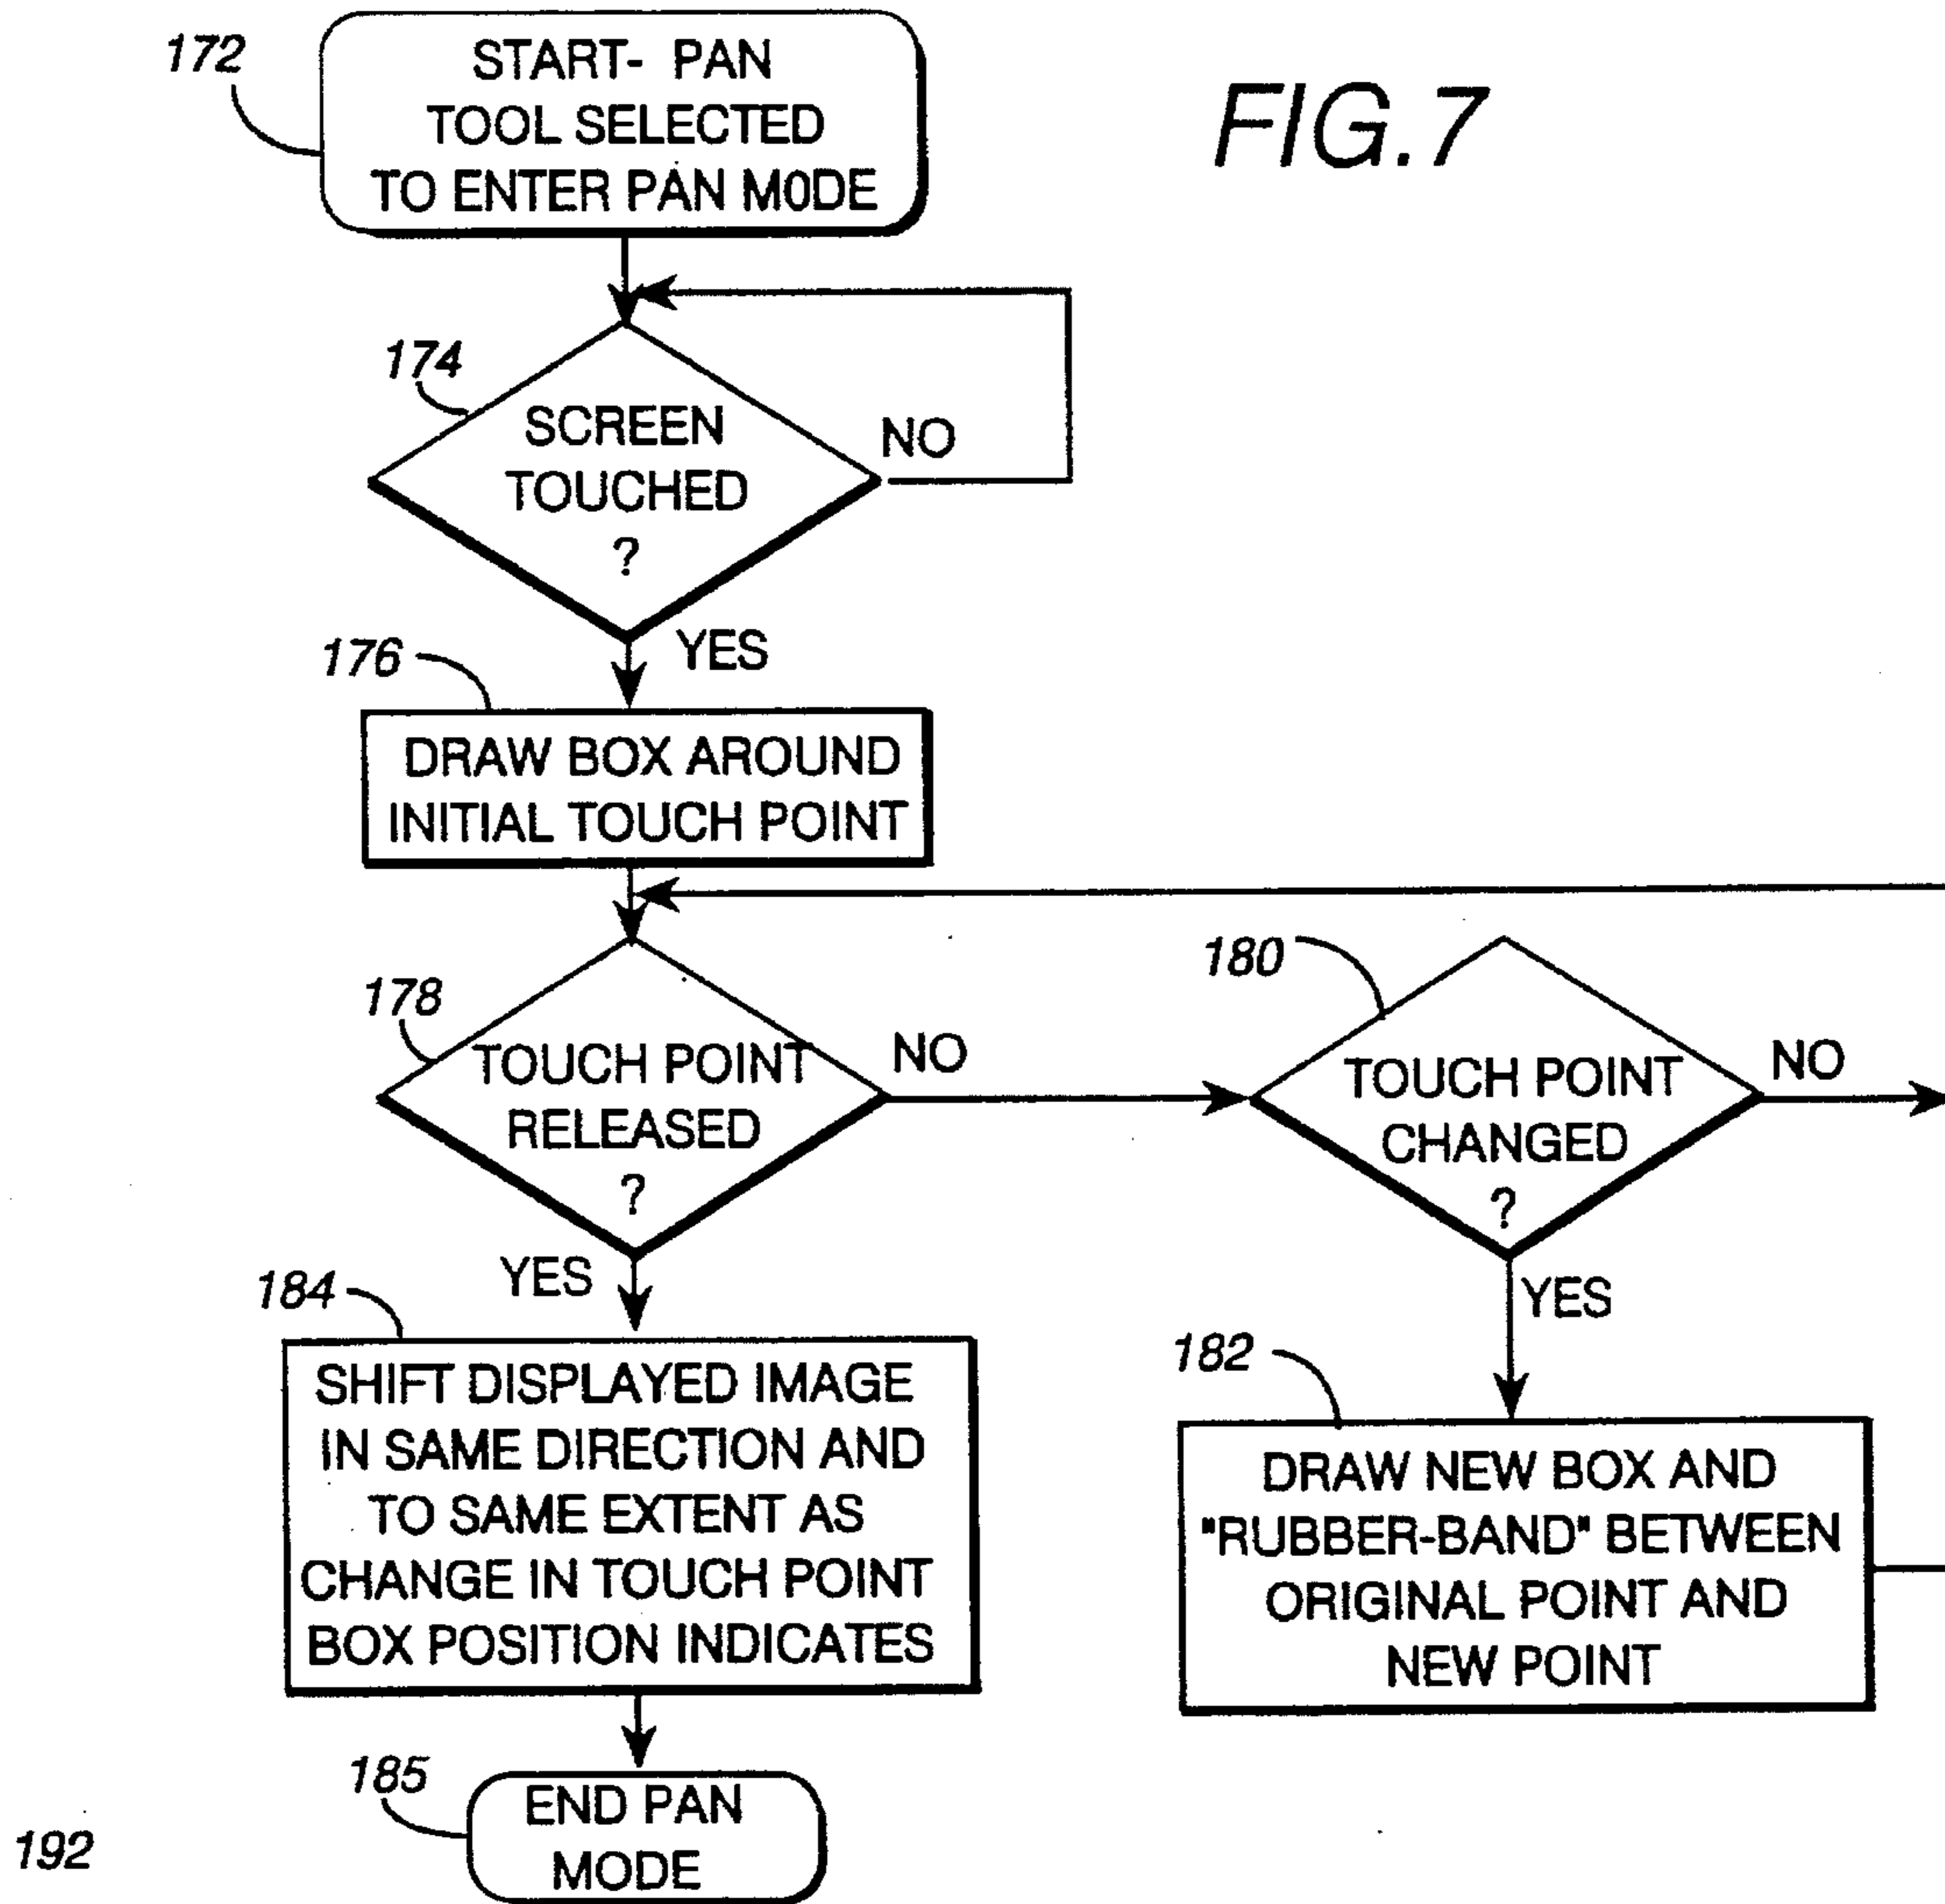 172
START- PAN
TOOL SELECTED
TO ENTER PAN MODE
FIG.7
174
SCREEN
TOUCHED
?
NO
YES
176
DRAW BOX AROUND
INITIAL TOUCH POINT
178
TOUCH POINT
RELEASED
?
NO
180
TOUCH POINT
CHANGED
?
NO
YES
YES
184
SHIFT DISPLAYED IMAGE
IN SAME DIRECTION AND
TO SAME EXTENT AS
CHANGE IN TOUCH POINT
BOX POSITION INDICATES
182
DRAW NEW BOX AND
"RUBBER-BAND" BETWEEN
ORIGINAL POINT AND
NEW POINT
185
END PAN
MODE
192